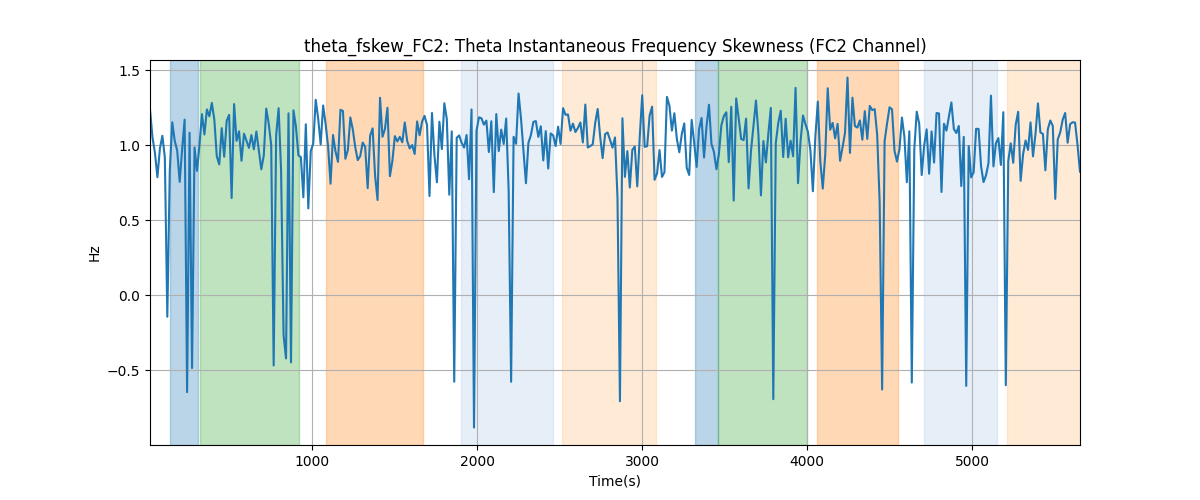 theta_fskew_FC2: Theta Instantaneous Frequency Skewness (FC2 Channel)
1.5
1.0
0.5
0.0
−0.5
Hz
1000 2000 3000 4000 5000
Time(s)